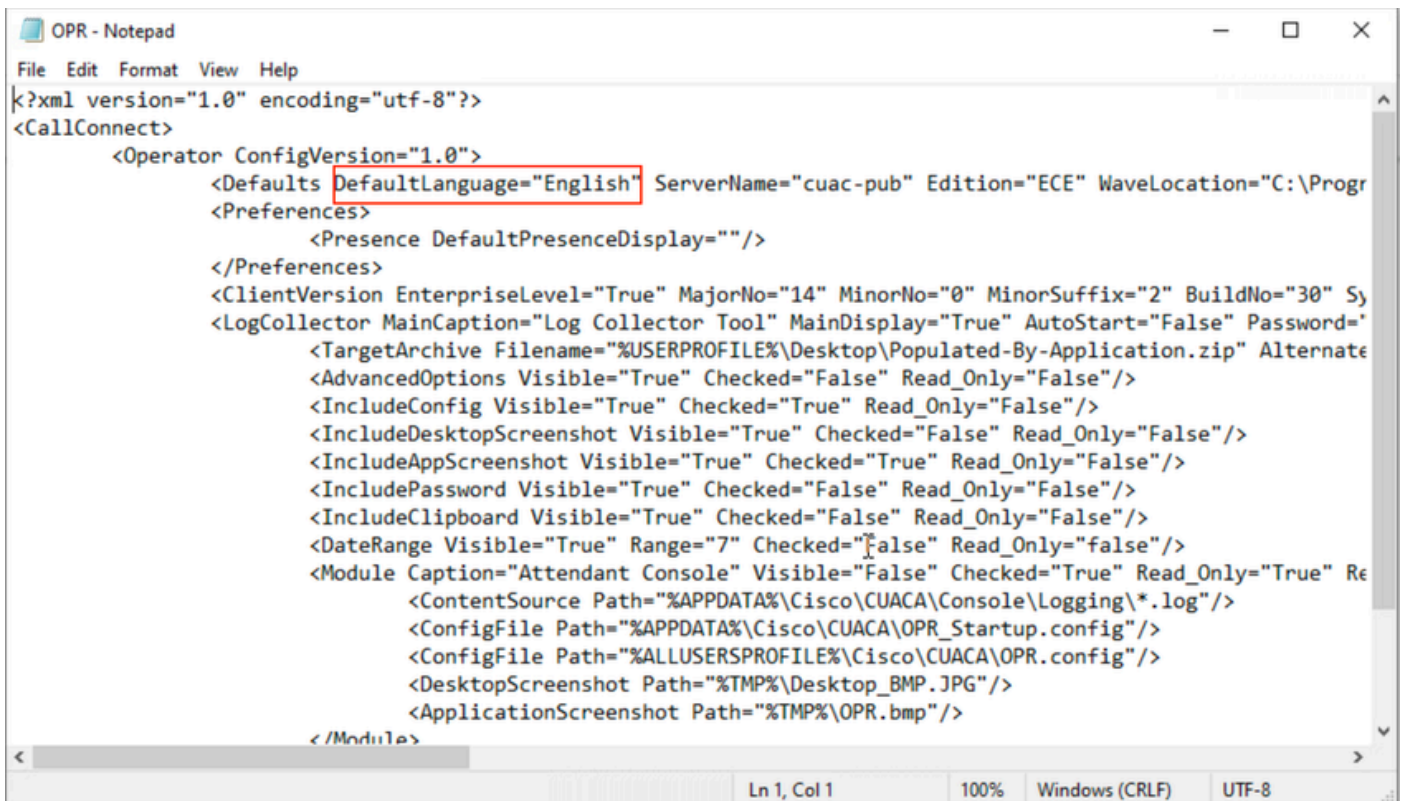 OPR - Notepad
File Edit Format View Help
<?xml version="1.0" encoding="utf-8"?>
<CallConnect>
<Operator ConfigVersion="1.0">
<Defaults DefaultLanguage="English" ServerName="cuac-pub" Edition="ECE" WaveLocation="C:\Progr
<Preferences>
<Presence DefaultPresenceDisplay=""/>
</Preferences>
<ClientVersion EnterpriseLevel="True" MajorNo="14" MinorNo="0" MinorSuffix="2" BuildNo="30" Sy
<LogCollector MainCaption="Log Collector Tool" MainDisplay="True" AutoStart="False" Password="
<TargetArchive Filename="%USERPROFILE%\Desktop\Populated-By-Application.zip" Alternate
<AdvancedOptions Visible="True" Checked="False" Read_Only="False"/>
<IncludeConfig Visible="True" Checked="True" Read_Only="False"/>
<IncludeDesktopScreenshot Visible="True" Checked="False" Read_Only="False"/>
<IncludeAppScreenshot Visible="True" Checked="True" Read_Only="False"/>
<IncludePassword Visible="True" Checked="False" Read_Only="False"/>
<IncludeClipboard Visible="True" Checked="False" Read_Only="False"/>
<DateRange Visible="True" Range="7" Checked="False" Read_Only="false"/>
<Module Caption="Attendant Console" Visible="False" Checked="True" Read_Only="True" Re
<ContentSource Path="%APPDATA%\Cisco\CUACA\Console\Logging\*.log"/>
<ConfigFile Path="%APPDATA%\Cisco\CUACA\OPR_Startup.config"/>
<ConfigFile Path="%ALLUSERSPROFILE%\Cisco\CUACA\OPR.config"/>
<DesktopScreenshot Path="%TMP%\Desktop_BMP.JPG"/>
<ApplicationScreenshot Path="%TMP%\OPR.bmp"/>
</Module>
Ln 1, Col 1 100% Windows (CRLF) UTF-8